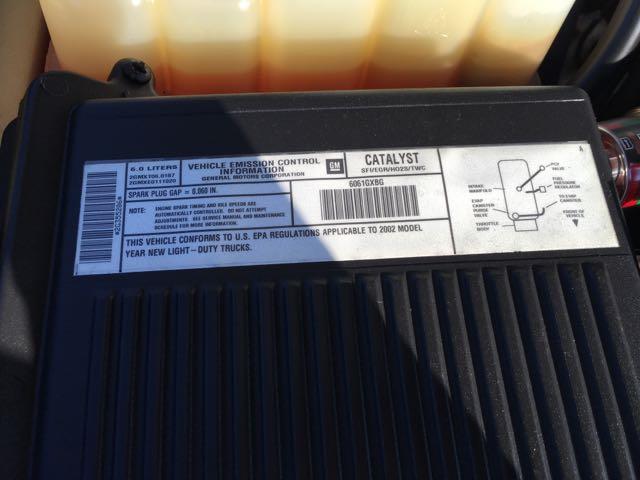 *2G35528B*
6.0 LITERS
2GMXT06.0187
2GMXE0111920
VEHICLE EMISSION CONTROL
INFORMATION
GENERAL MOTORS CORPORATION
GM
CATALYST
SFI/EGR/HO2S/TWC
6061GXBG
SPARK PLUG GAP = 0.060 IN.
NOTE: ENGINE SPARK TIMING AND IDLE SPEEDS ARE
AUTOMATICALLY CONTROLLED. DO NOT ATTEMPT
ADJUSTMENTS. SEE SERVICE MANUAL AND MAINTENANCE
SCHEDULE FOR MORE INFORMATION.
THIS VEHICLE CONFORMS TO U.S. EPA REGULATIONS APPLICABLE TO 2002 MODEL
YEAR NEW LIGHT-DUTY TRUCKS.
A
PCV
VALVE
INTAKE
MANIFOLD
FUEL
PRESSURE
REGULATOR
EVAP
CANISTER
PURGE
VALVE
TO EVAP
CANISTER
THROTTLE
BODY
FRONT OF
VEHICLE